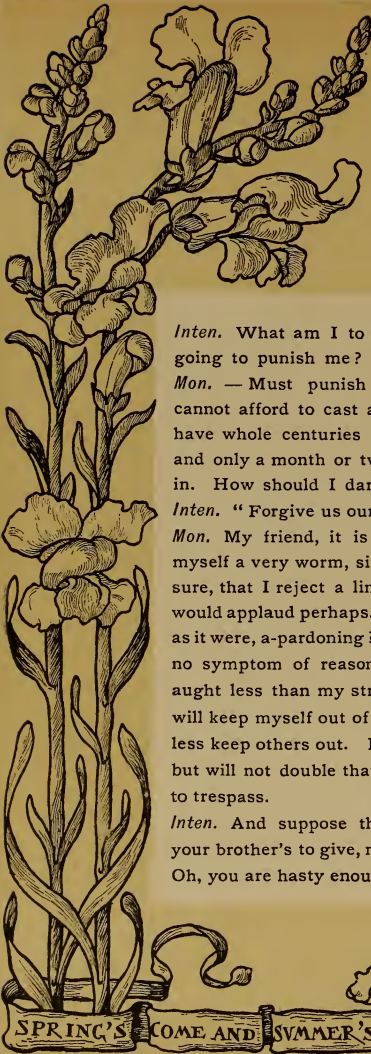 Inten. What am I to
going to punish me?
Mon. — Must punish
cannot afford to cast a
have whole centuries
and only a month or tw
in. How should I dar
Inten. "Forgive us our
Mon. My friend, it is
myself a very worm, si
sure, that I reject a lin
would applaud perhaps.
as it were, a-pardoning?
no symptom of reason
aught less than my str
will keep myself out of
less keep others out. I
but will not double tha
to trespass.
Inten. And suppose th
your brother's to give, n
Oh, you are hasty enou
SPRING'S COME AND SVMMER'S